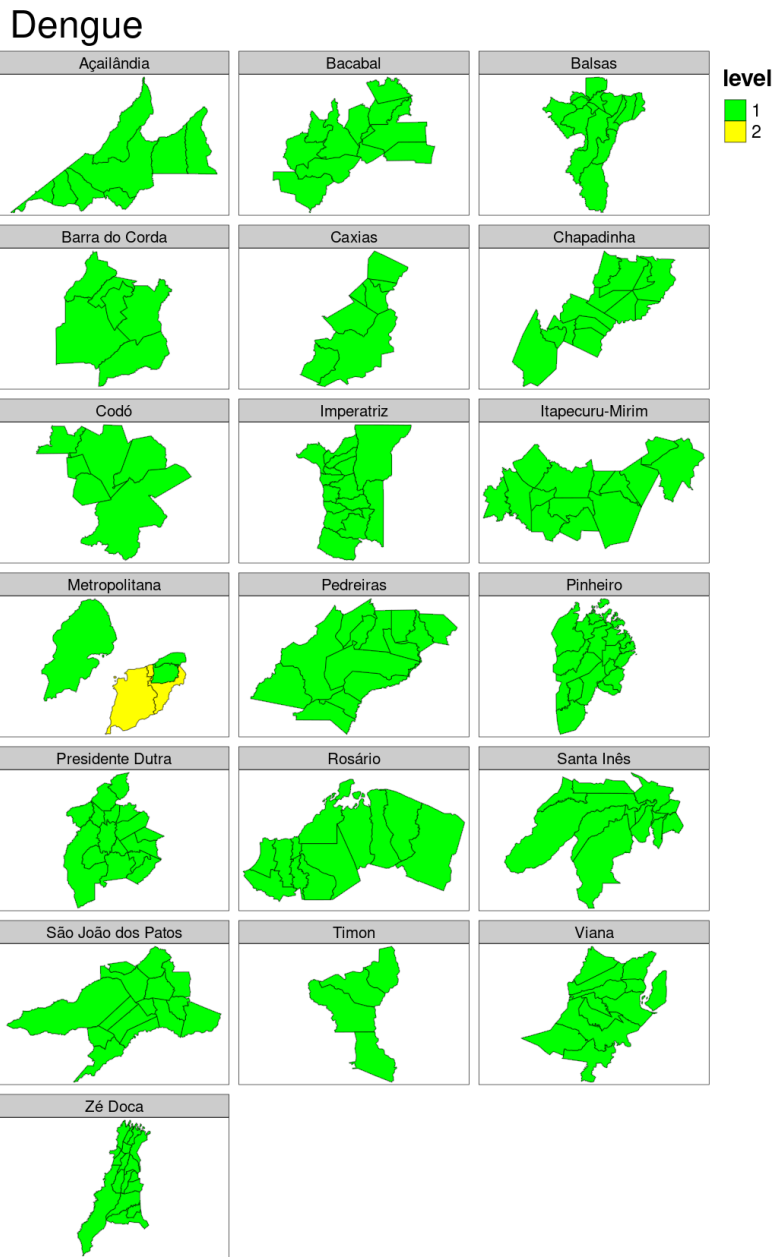 Dengue
Açailândia
Bacabal
Balsas
level
1
2
Barra do Corda
Caxias
Chapadinha
Codó
Imperatriz
Itapecuru-Mirim
Metropolitana
Pedreiras
Pinheiro
Presidente Dutra
Rosário
Santa Inês
São João dos Patos
Timon
Viana
Zé Doca